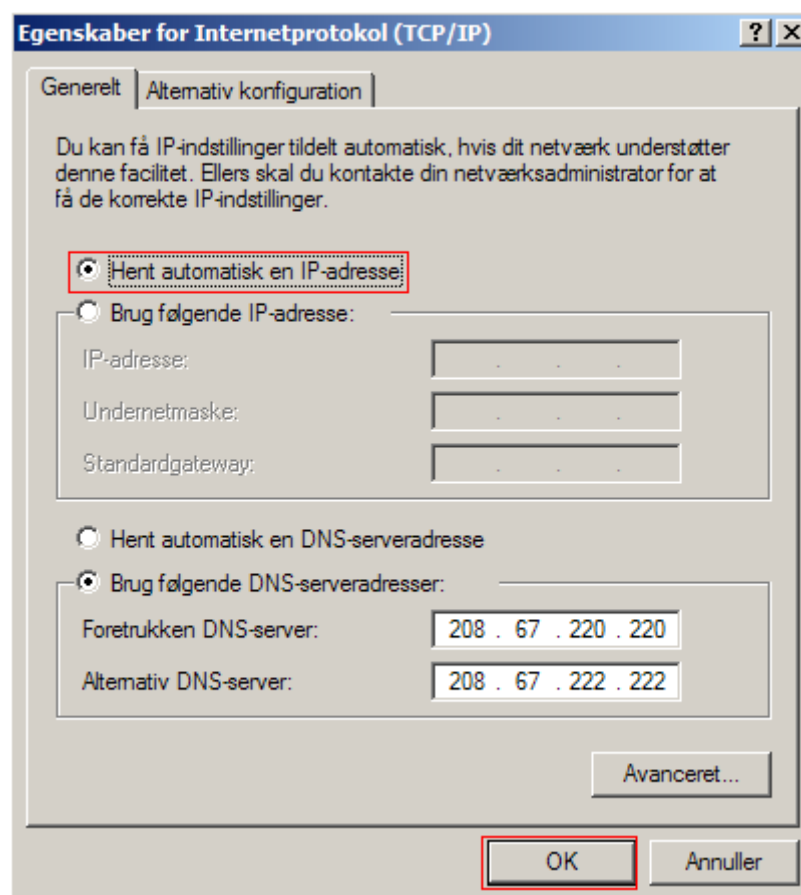 Egenskaber for Internetprotokol (TCP/IP)
Generelt
Alternativ konfiguration
Du kan få IP-indstillinger tildelt automatisk, hvis dit netværk understøtter
denne facilitet. Ellers skal du kontakte din netværksadministrator for at
få de korrekte IP-indstillinger.
Hent automatisk en IP-adresse
Brug følgende IP-adresse:
IP-adresse:
Undernetmaske:
Standardgateway:
Hent automatisk en DNS-serveradresse
Brug følgende DNS-serveradresser:
Foretrukken DNS-server: 208 . 67 . 220 . 220
Alternativ DNS-server: 208 . 67 . 222 . 222
Avanceret...
OK
Annuller